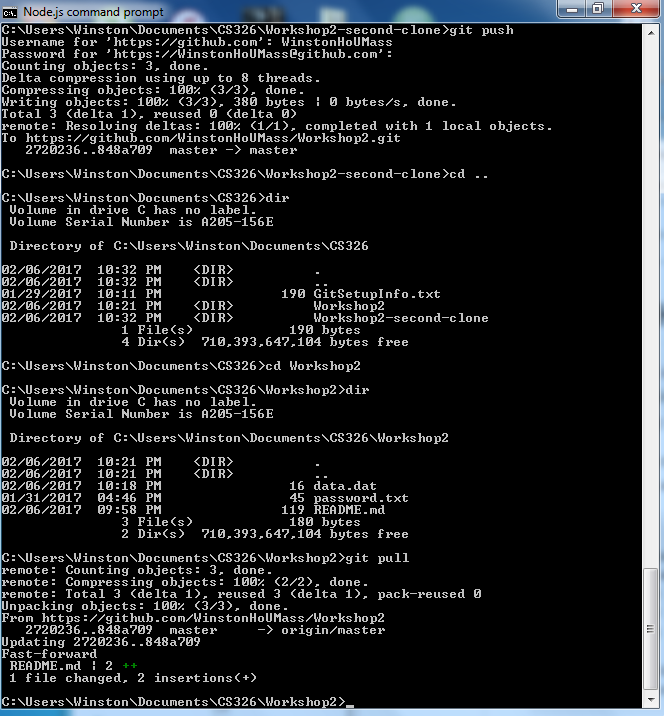 Node.js command prompt
C:\Users\Winston\Documents\CS326\Workshop2-second-clone>git push
Username for 'https://github.com': WinstonHoUMass
Password for 'https://WinstonHoUMass@github.com':
Counting objects: 3, done.
Delta compression using up to 8 threads.
Compressing objects: 100% (3/3), done.
Writing objects: 100% (3/3), 380 bytes | 0 bytes/s, done.
Total 3 (delta 1), reused 0 (delta 0)
remote: Resolving deltas: 100% (1/1), completed with 1 local objects.
To https://github.com/WinstonHoUMass/Workshop2.git
   2720236..848a709  master -> master
C:\Users\Winston\Documents\CS326\Workshop2-second-clone>cd ..
C:\Users\Winston\Documents\CS326>dir
 Volume in drive C has no label.
 Volume Serial Number is A205-156E
 Directory of C:\Users\Winston\Documents\CS326
02/06/2017  10:32 PM    <DIR>          .
02/06/2017  10:32 PM    <DIR>          ..
01/29/2017  10:11 PM               190 GitSetupInfo.txt
02/06/2017  10:21 PM    <DIR>          Workshop2
02/06/2017  10:32 PM    <DIR>          Workshop2-second-clone
               1 File(s)            190 bytes
               4 Dir(s)  710,393,647,104 bytes free
C:\Users\Winston\Documents\CS326>cd Workshop2
C:\Users\Winston\Documents\CS326\Workshop2>dir
 Volume in drive C has no label.
 Volume Serial Number is A205-156E
 Directory of C:\Users\Winston\Documents\CS326\Workshop2
02/06/2017  10:21 PM    <DIR>          .
02/06/2017  10:21 PM    <DIR>          ..
02/06/2017  10:18 PM                16 data.dat
01/31/2017  04:46 PM                45 password.txt
02/06/2017  09:58 PM               119 README.md
               3 File(s)            180 bytes
               2 Dir(s)  710,393,647,104 bytes free
C:\Users\Winston\Documents\CS326\Workshop2>git pull
remote: Counting objects: 3, done.
remote: Compressing objects: 100% (2/2), done.
remote: Total 3 (delta 1), reused 3 (delta 1), pack-reused 0
Unpacking objects: 100% (3/3), done.
From https://github.com/WinstonHoUMass/Workshop2
   2720236..848a709  master     -> origin/master
Updating 2720236..848a709
Fast-forward
 README.md | 2 ++
 1 file changed, 2 insertions(+)
C:\Users\Winston\Documents\CS326\Workshop2>_